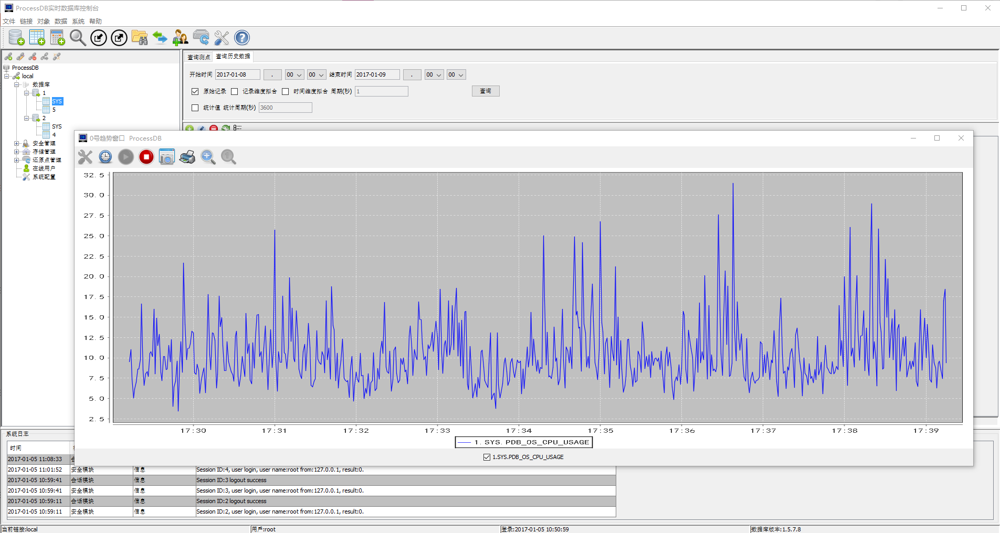 ProcessDB实时数据库控制台
文件 链接 对象 数据 系统 帮助
ProcessDB
local
数据库
1
SYS
5
2
SYS
4
安全管理
存储管理
还原点管理
在线用户
系统配置
查询测点 查询历史数据
开始时间 2017-01-08 . 00 00 结束时间 2017-01-09 . 00 00
原始记录 记录维度拟合 时间维度拟合 周期(秒) 1 查询
统计值 统计周期(秒) 3600
0号趋势窗口 ProcessDB
32.5
30.0
27.5
25.0
22.5
20.0
17.5
15.0
12.5
10.0
7.5
5.0
2.5
17:30 17:31 17:32 17:33 17:34 17:35 17:36 17:37 17:38 17:39
1. SYS. PDB_OS_CPU_USAGE
1.SYS.PDB_OS_CPU_USAGE
系统日志
时间
2017-01-05 11:08:33
2017-01-05 11:01:52 安全模块 信息 Session ID:4, user login, user name:root from:127.0.0.1, result:0.
2017-01-05 10:59:41 会话模块 信息 Session ID:3 logout success
2017-01-05 10:59:41 安全模块 信息 Session ID:3, user login, user name:root from:127.0.0.1, result:0.
2017-01-05 10:59:11 会话模块 信息 Session ID:2 logout success
2017-01-05 10:59:11 安全模块 信息 Session ID:2, user login, user name:root from:127.0.0.1, result:0.
当前链接:local 用户:root 登录:2017-01-05 10:50:59 数据库版本:1.5.7.8